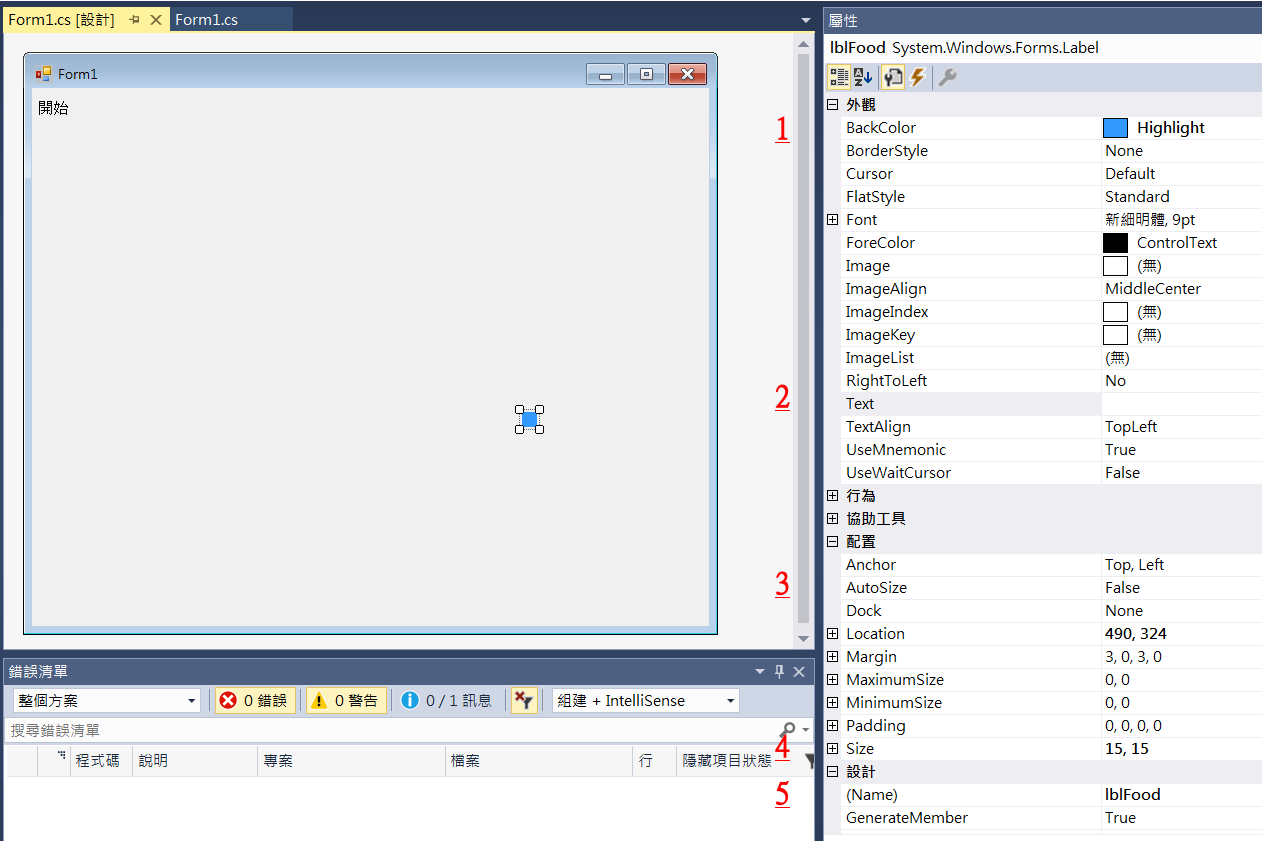 Form1.cs [設計]
Form1.cs
Form1
開始
1
2
3
錯誤清單
整個方案
0 錯誤
0 警告
0 / 1 訊息
組建 + IntelliSense
搜尋錯誤清單
4
程式碼
說明
專案
檔案
行
隱藏項目狀態
5
屬性
lblFood System.Windows.Forms.Label
外觀
BackColor Highlight
BorderStyle None
Cursor Default
FlatStyle Standard
Font 新細明體, 9pt
ForeColor ControlText
Image (無)
ImageAlign MiddleCenter
ImageIndex (無)
ImageKey (無)
ImageList (無)
RightToLeft No
Text
TextAlign TopLeft
UseMnemonic True
UseWaitCursor False
行為
協助工具
配置
Anchor Top, Left
AutoSize False
Dock None
Location 490, 324
Margin 3, 0, 3, 0
MaximumSize 0, 0
MinimumSize 0, 0
Padding 0, 0, 0, 0
Size 15, 15
設計
(Name) lblFood
GenerateMember True